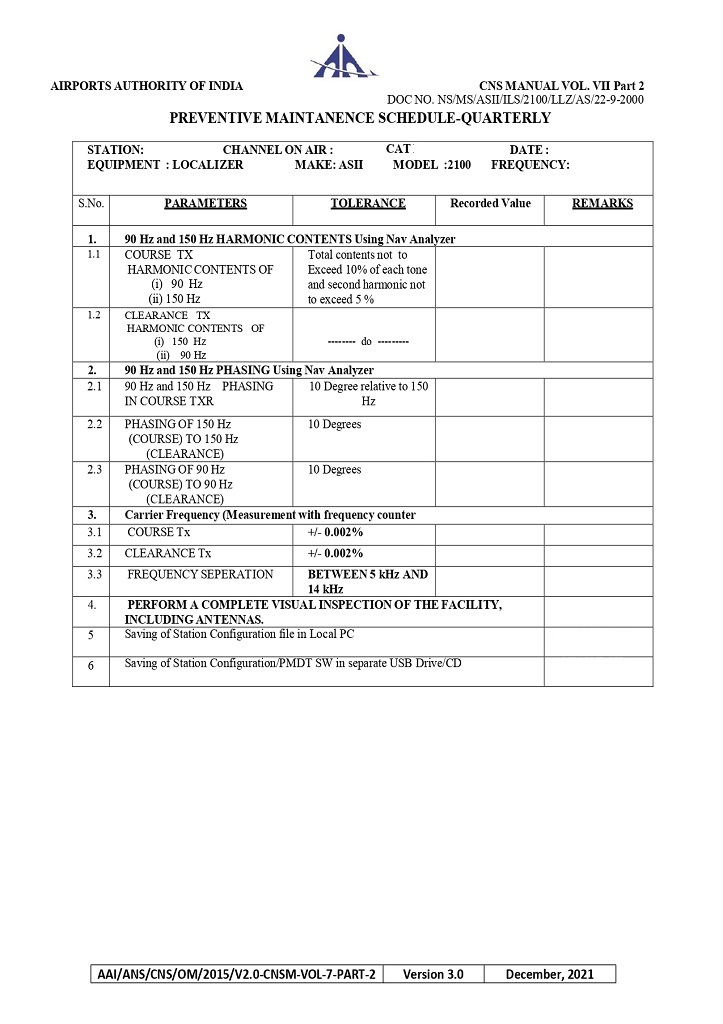 AIRPORTS AUTHORITY OF INDIA CNS MANUAL VOL. VII Part 2
DOC NO. NS/MS/ASII/ILS/2100/LLZ/AS/22-9-2000
PREVENTIVE MAINTANENCE SCHEDULE-QUARTERLY
STATION: CHANNEL ON AIR : CAT DATE :
EQUIPMENT : LOCALIZER MAKE: ASII MODEL :2100 FREQUENCY:
S.No. PARAMETERS TOLERANCE Recorded Value REMARKS
1. 90 Hz and 150 Hz HARMONIC CONTENTS Using Nav Analyzer
1.1 COURSE TX Total contents not to
HARMONIC CONTENTS OF Exceed 10% of each tone
(i) 90 Hz and second harmonic not
(ii) 150 Hz to exceed 5 %
1.2 CLEARANCE TX
HARMONIC CONTENTS OF
(i) 150 Hz -------- do ---------
(ii) 90 Hz
2. 90 Hz and 150 Hz PHASING Using Nav Analyzer
2.1 90 Hz and 150 Hz PHASING 10 Degree relative to 150
IN COURSE TXR Hz
2.2 PHASING OF 150 Hz 10 Degrees
(COURSE) TO 150 Hz
(CLEARANCE)
2.3 PHASING OF 90 Hz 10 Degrees
(COURSE) TO 90 Hz
(CLEARANCE)
3. Carrier Frequency (Measurement with frequency counter
3.1 COURSE Tx +/- 0.002%
3.2 CLEARANCE Tx +/- 0.002%
3.3 FREQUENCY SEPERATION BETWEEN 5 kHz AND
14 kHz
4. PERFORM A COMPLETE VISUAL INSPECTION OF THE FACILITY,
INCLUDING ANTENNAS.
5 Saving of Station Configuration file in Local PC
6 Saving of Station Configuration/PMDT SW in separate USB Drive/CD
AAI/ANS/CNS/OM/2015/V2.0-CNSM-VOL-7-PART-2 Version 3.0 December, 2021